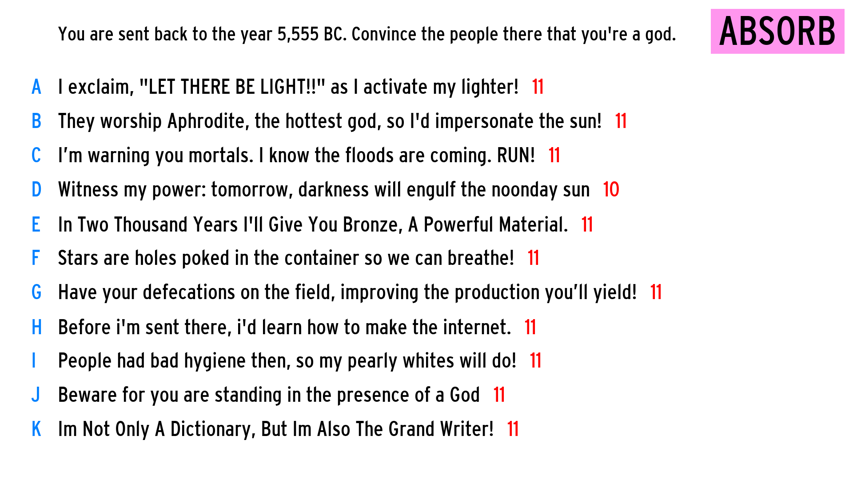 You are sent back to the year 5,555 BC. Convince the people there that you're a god.
ABSORB
A I exclaim, "LET THERE BE LIGHT!!" as I activate my lighter! 11
B They worship Aphrodite, the hottest god, so I'd impersonate the sun! 11
C I’m warning you mortals. I know the floods are coming. RUN! 11
D Witness my power: tomorrow, darkness will engulf the noonday sun 10
E In Two Thousand Years I'll Give You Bronze, A Powerful Material. 11
F Stars are holes poked in the container so we can breathe! 11
G Have your defecations on the field, improving the production you’ll yield! 11
H Before i'm sent there, i'd learn how to make the internet. 11
I People had bad hygiene then, so my pearly whites will do! 11
J Beware for you are standing in the presence of a God 11
K Im Not Only A Dictionary, But Im Also The Grand Writer! 11